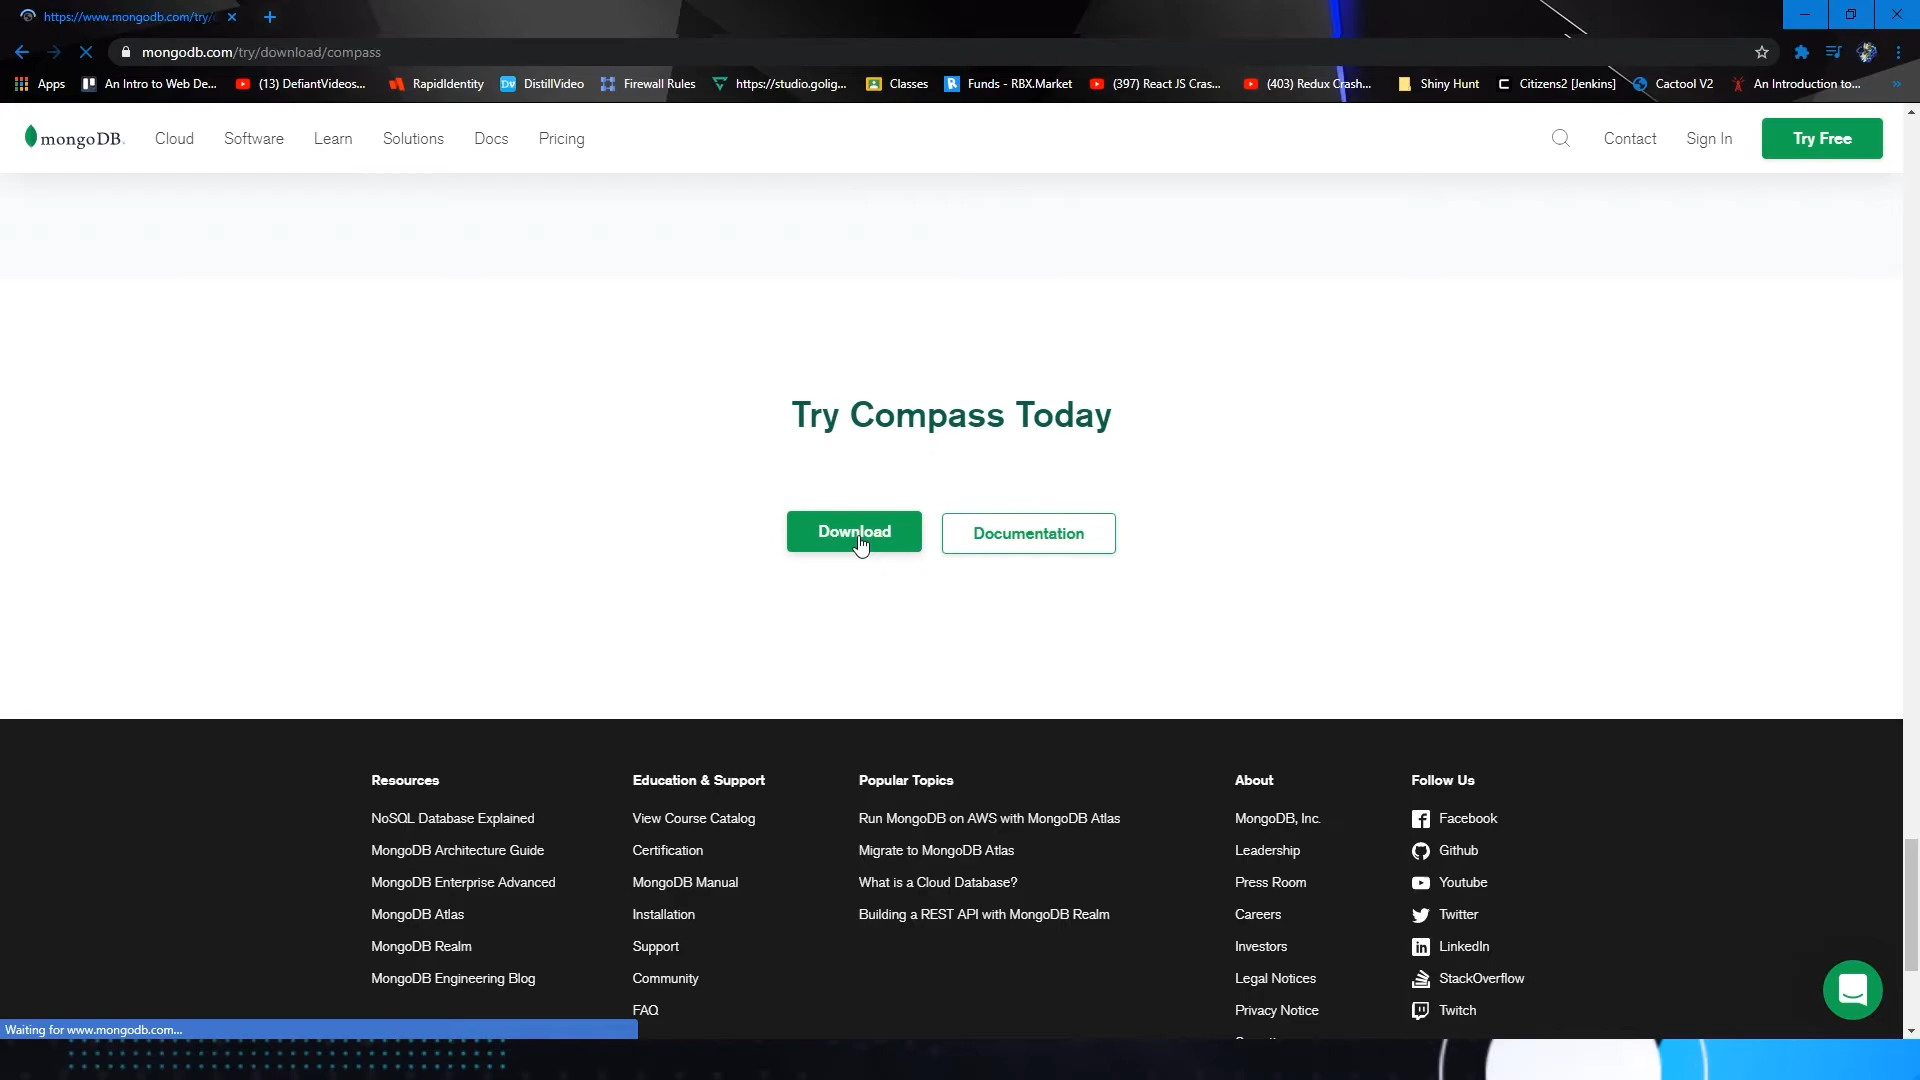 https://www.mongodb.com/try/
mongodb.com/try/download/compass
Apps An Intro to Web De... (13) DefiantVideos... RapidIdentity DistillVideo Firewall Rules https://studio.golig... Classes Funds - RBX.Market (397) React JS Cras... (403) Redux Crash... Shiny Hunt Citizens2 [Jenkins] Cactool V2 An Introduction to... »
mongoDB. Cloud Software Learn Solutions Docs Pricing Contact Sign In Try Free
Try Compass Today
Download Documentation
Resources
NoSQL Database Explained
MongoDB Architecture Guide
MongoDB Enterprise Advanced
MongoDB Atlas
MongoDB Realm
MongoDB Engineering Blog
Education & Support
View Course Catalog
Certification
MongoDB Manual
Installation
Support
Community
FAQ
Popular Topics
Run MongoDB on AWS with MongoDB Atlas
Migrate to MongoDB Atlas
What is a Cloud Database?
Building a REST API with MongoDB Realm
About
MongoDB, Inc.
Leadership
Press Room
Careers
Investors
Legal Notices
Privacy Notice
Follow Us
Facebook
Github
Youtube
Twitter
LinkedIn
StackOverflow
Twitch
Waiting for www.mongodb.com...